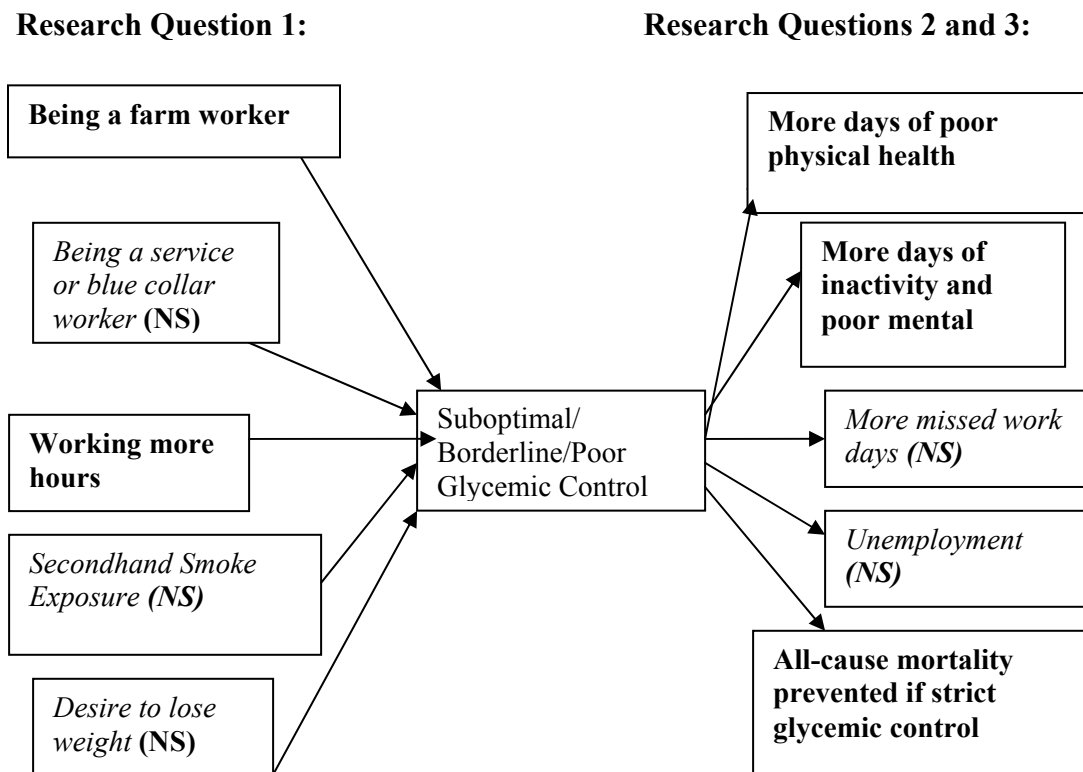 Research Question 1:
Research Questions 2 and 3:
Being a farm worker
Being a service
or blue collar
worker (NS)
Working more
hours
Secondhand Smoke
Exposure (NS)
Desire to lose
weight (NS)
Suboptimal/
Borderline/Poor
Glycemic Control
More days of poor
physical health
More days of
inactivity and
poor mental
More missed work
days (NS)
Unemployment
(NS)
All-cause mortality
prevented if strict
glycemic control